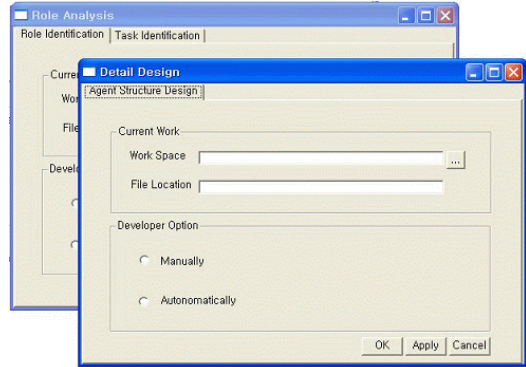 Role Analysis
Role Identification Task Identification
Detail Design
Agent Structure Design
Current Work
Work Space ...
File Location
Developer Option
Manually
Autonomatically
OK Apply Cancel